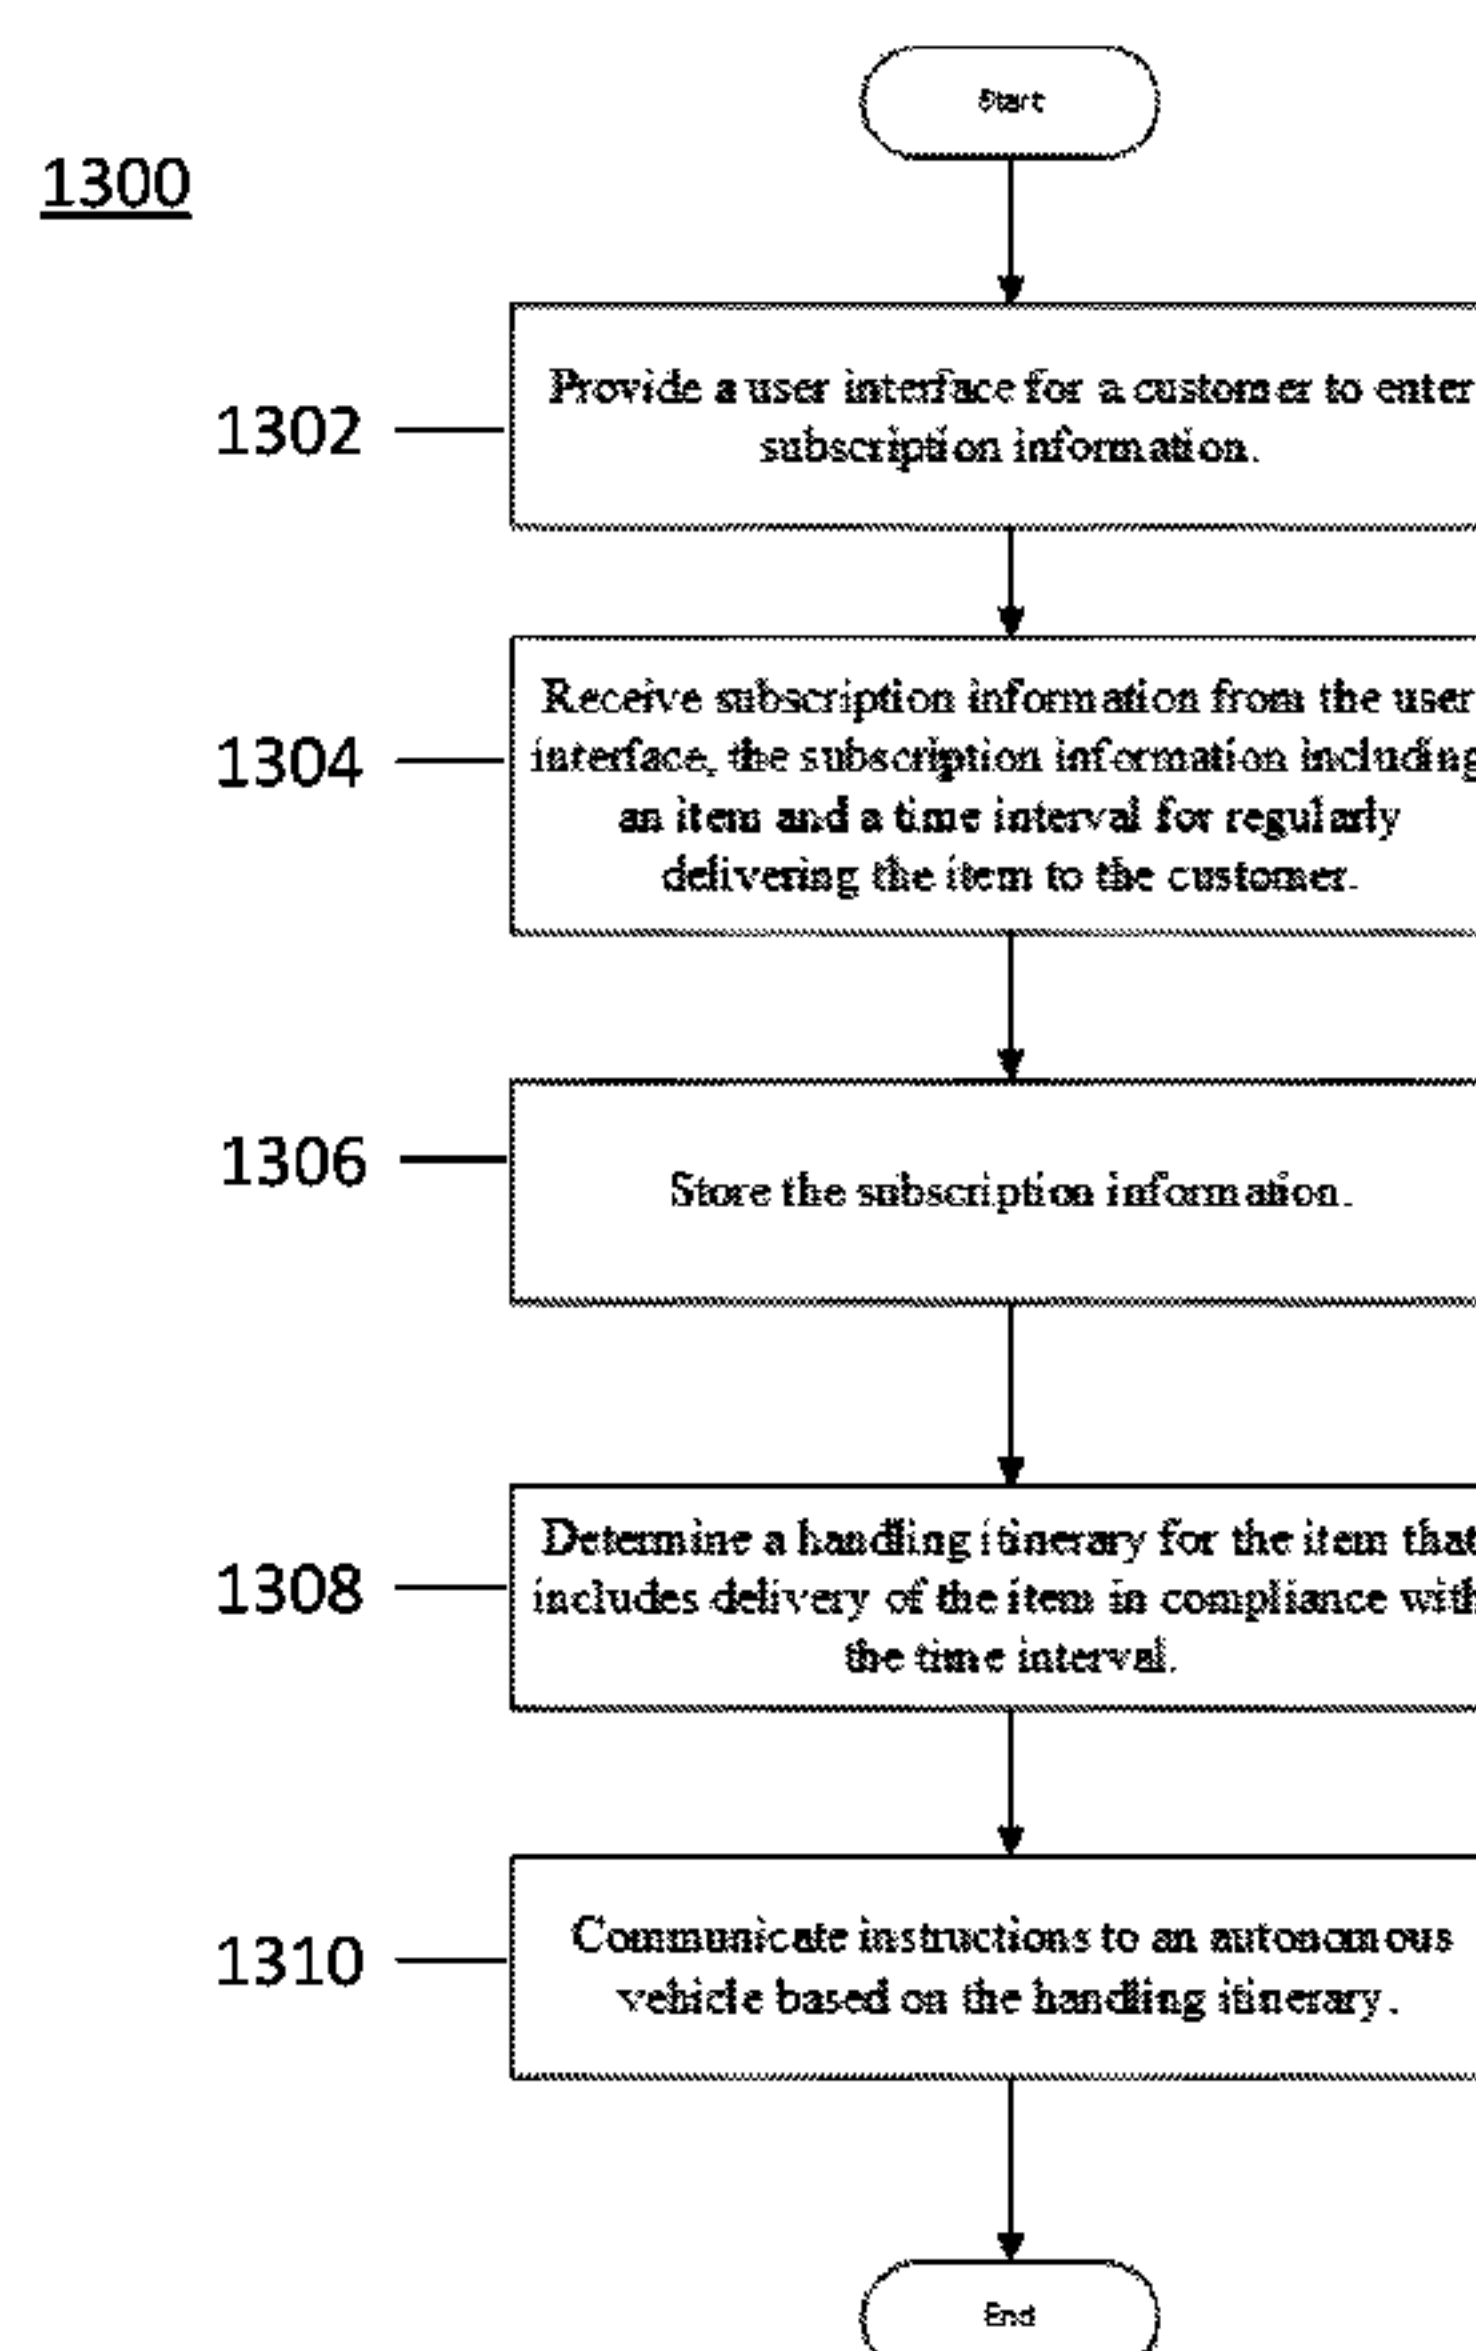 Start
1300
Provide a user interface for a customer to enter
subscription information.
1302
Receive subscription information from the user
interface, the subscription information including
an item and a time interval for regularly
delivering the item to the customer.
1304
Store the subscription information.
1306
Determine a handling itinerary for the item that
includes delivery of the item in compliance with
the time interval.
1308
Communicate instructions to an autonomous
vehicle based on the handling itinerary.
1310
End